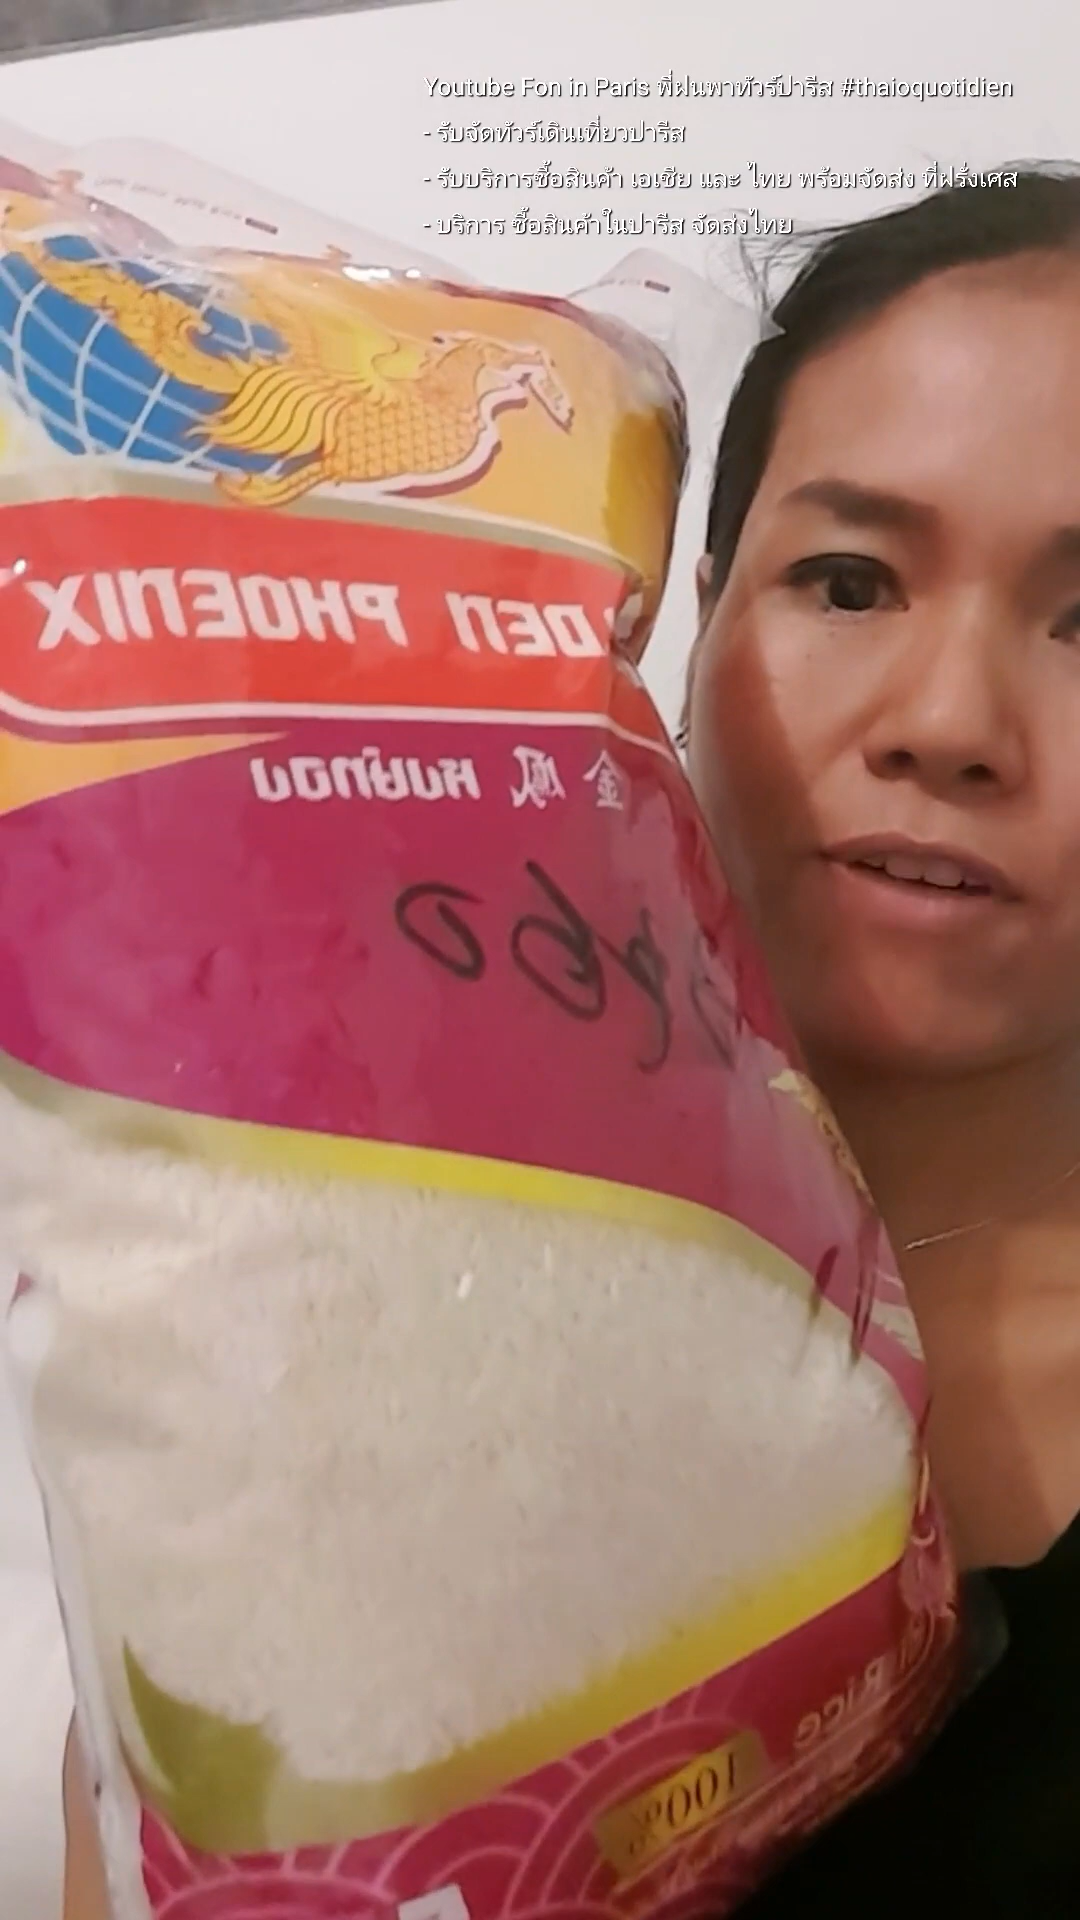 Youtube Fon in Paris พี่ฝนพาทัวร์ปารีส #thaioquotidien
- รับจัดทัวร์เดินเที่ยวปารีส
- รับบริการซื้อสินค้า เอเชีย และ ไทย พร้อมจัดส่ง ที่ฝรั่งเศส
- บริการ ซื้อสินค้าในปารีส จัดส่งไทย
LDEN PHOENIX
金鳳 หงษ์ทอง
RICE
100%